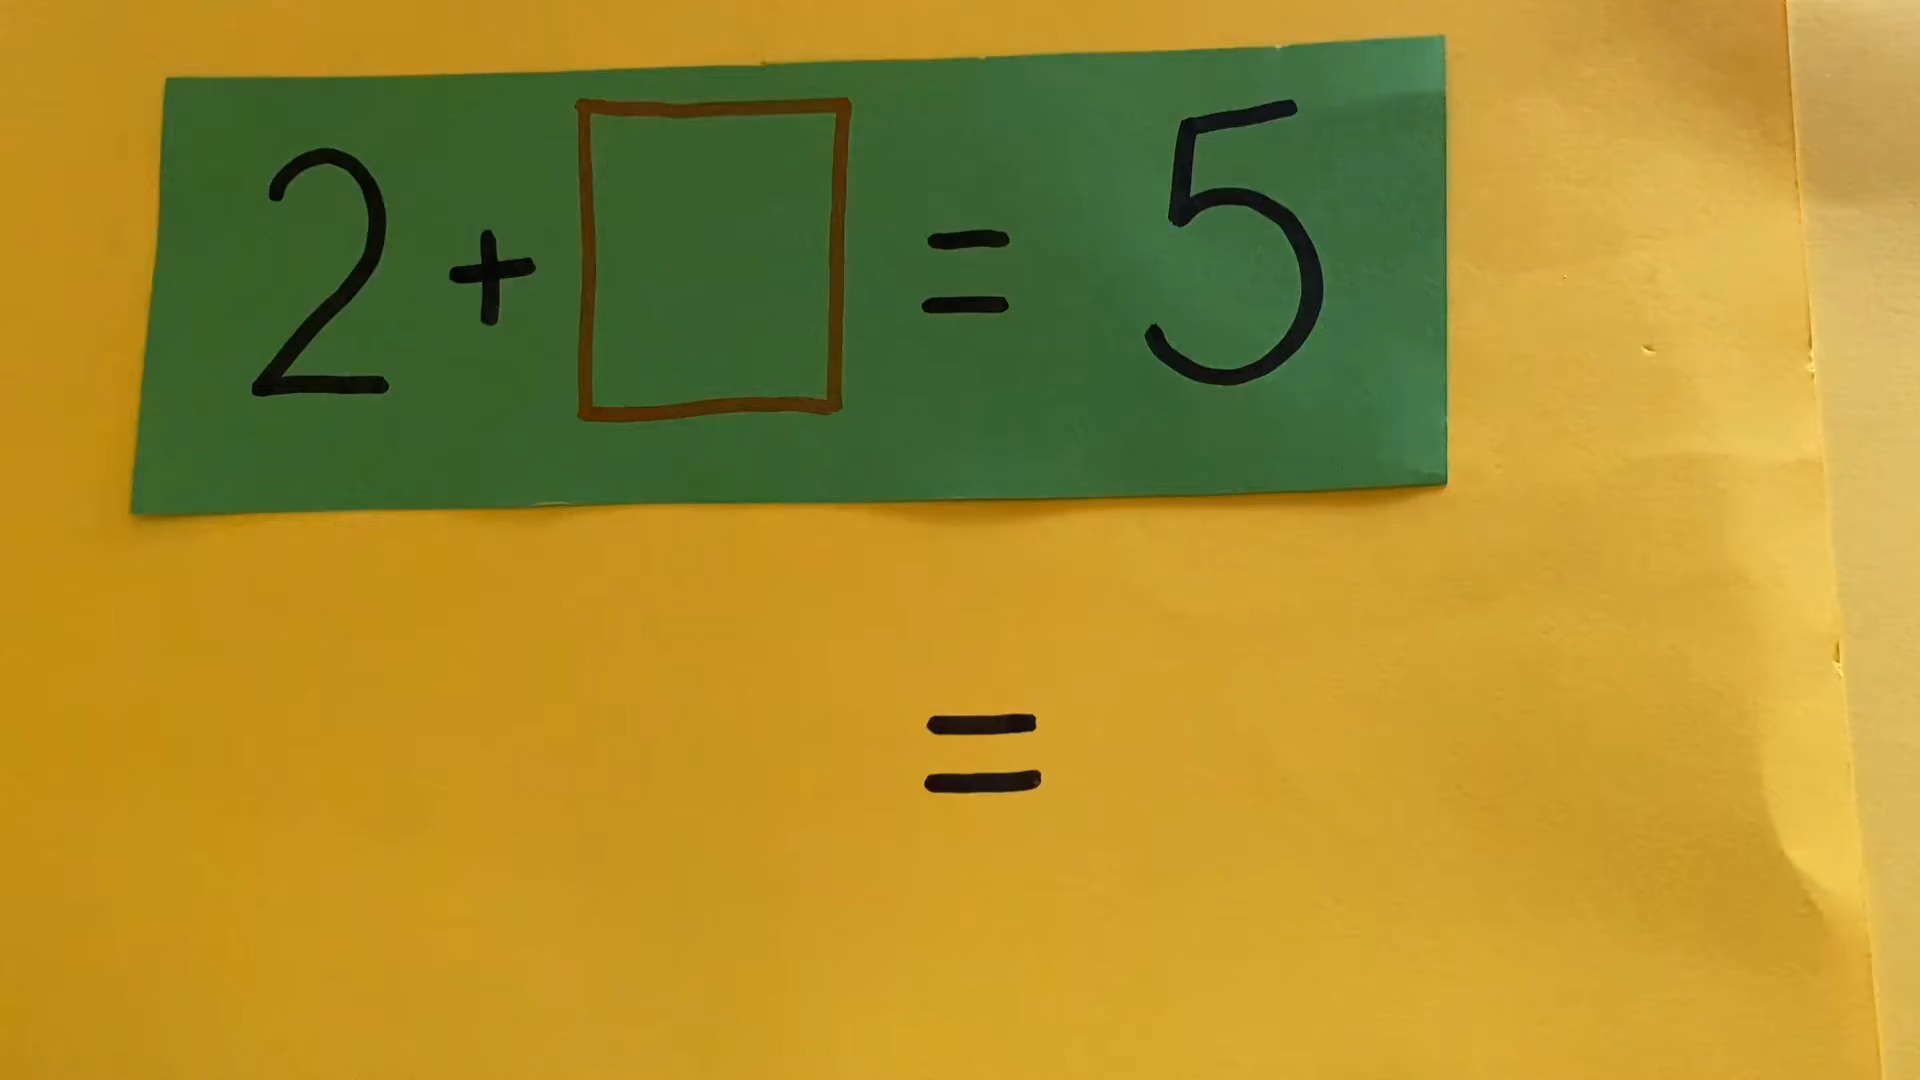 2 + □ = 5
=